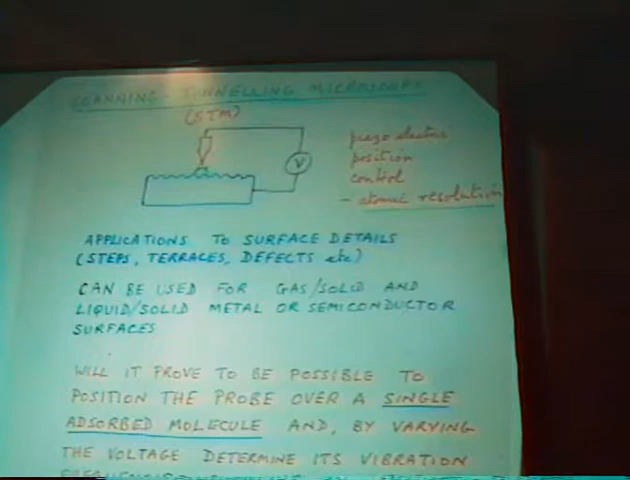 SCANNING TUNNELLING MICROSCOPY
(STM)
V
piezo electric
position
control
- atomic resolution
APPLICATIONS TO SURFACE DETAILS
(STEPS, TERRACES, DEFECTS etc)
CAN BE USED FOR GAS/SOLID AND
LIQUID/SOLID METAL OR SEMICONDUCTOR
SURFACES
WILL IT PROVE TO BE POSSIBLE TO
POSITION THE PROBE OVER A SINGLE
ADSORBED MOLECULE AND, BY VARYING
THE VOLTAGE DETERMINE ITS VIBRATION